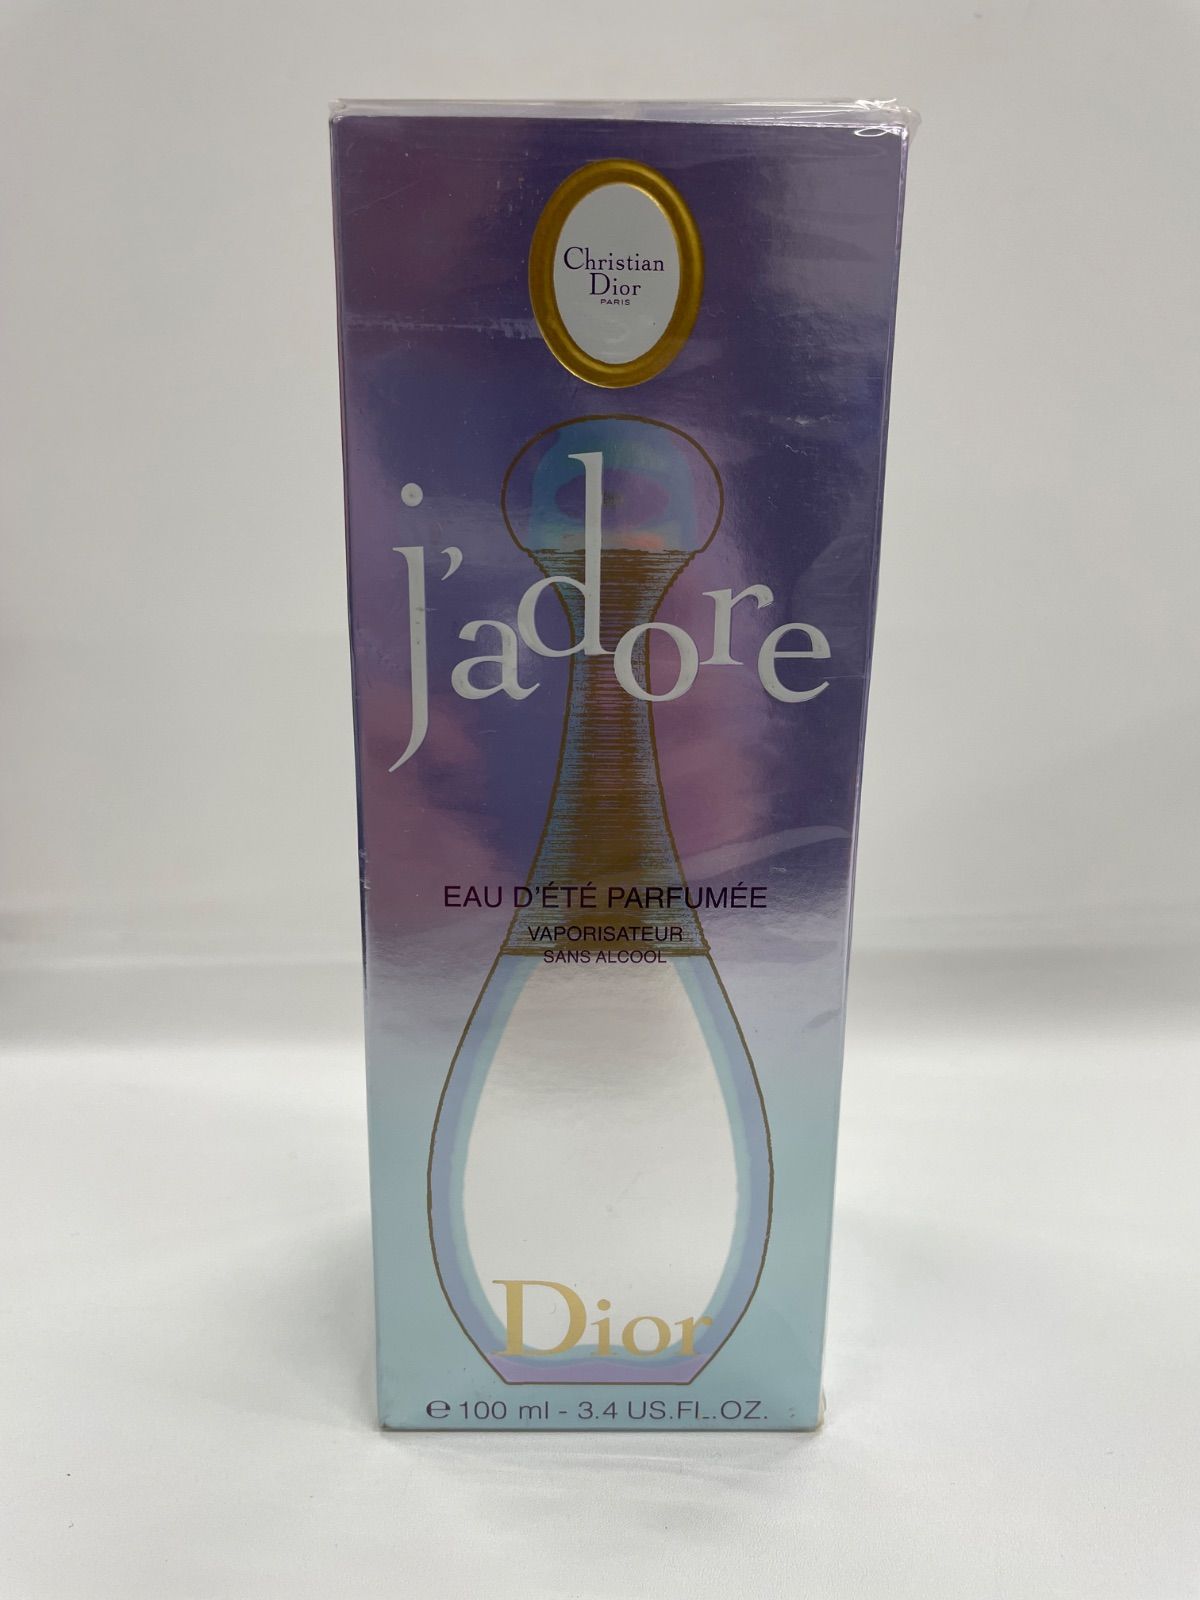 Christian
Dior
PARIS
j'adore
EAU D'ÉTÉ PARFUMÉE
VAPORISATEUR
SANS ALCOOL
Dior
℮ 100 ml - 3.4 US.FL.OZ.